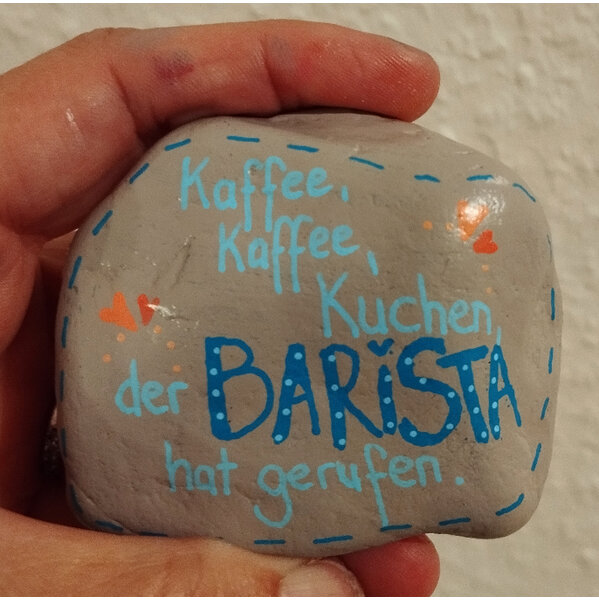 Kaffee,
Kaffee,
Kuchen,
der BARiSTA
hat gerufen.